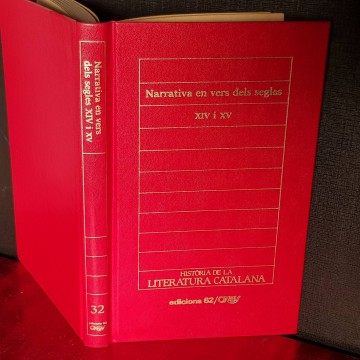 Narrativa en vers
dels segles XIV i XV
32
Narrativa en vers dels segles
XIV i XV
HISTÒRIA DE LA
LITERATURA CATALANA
edicions 62/Orbis